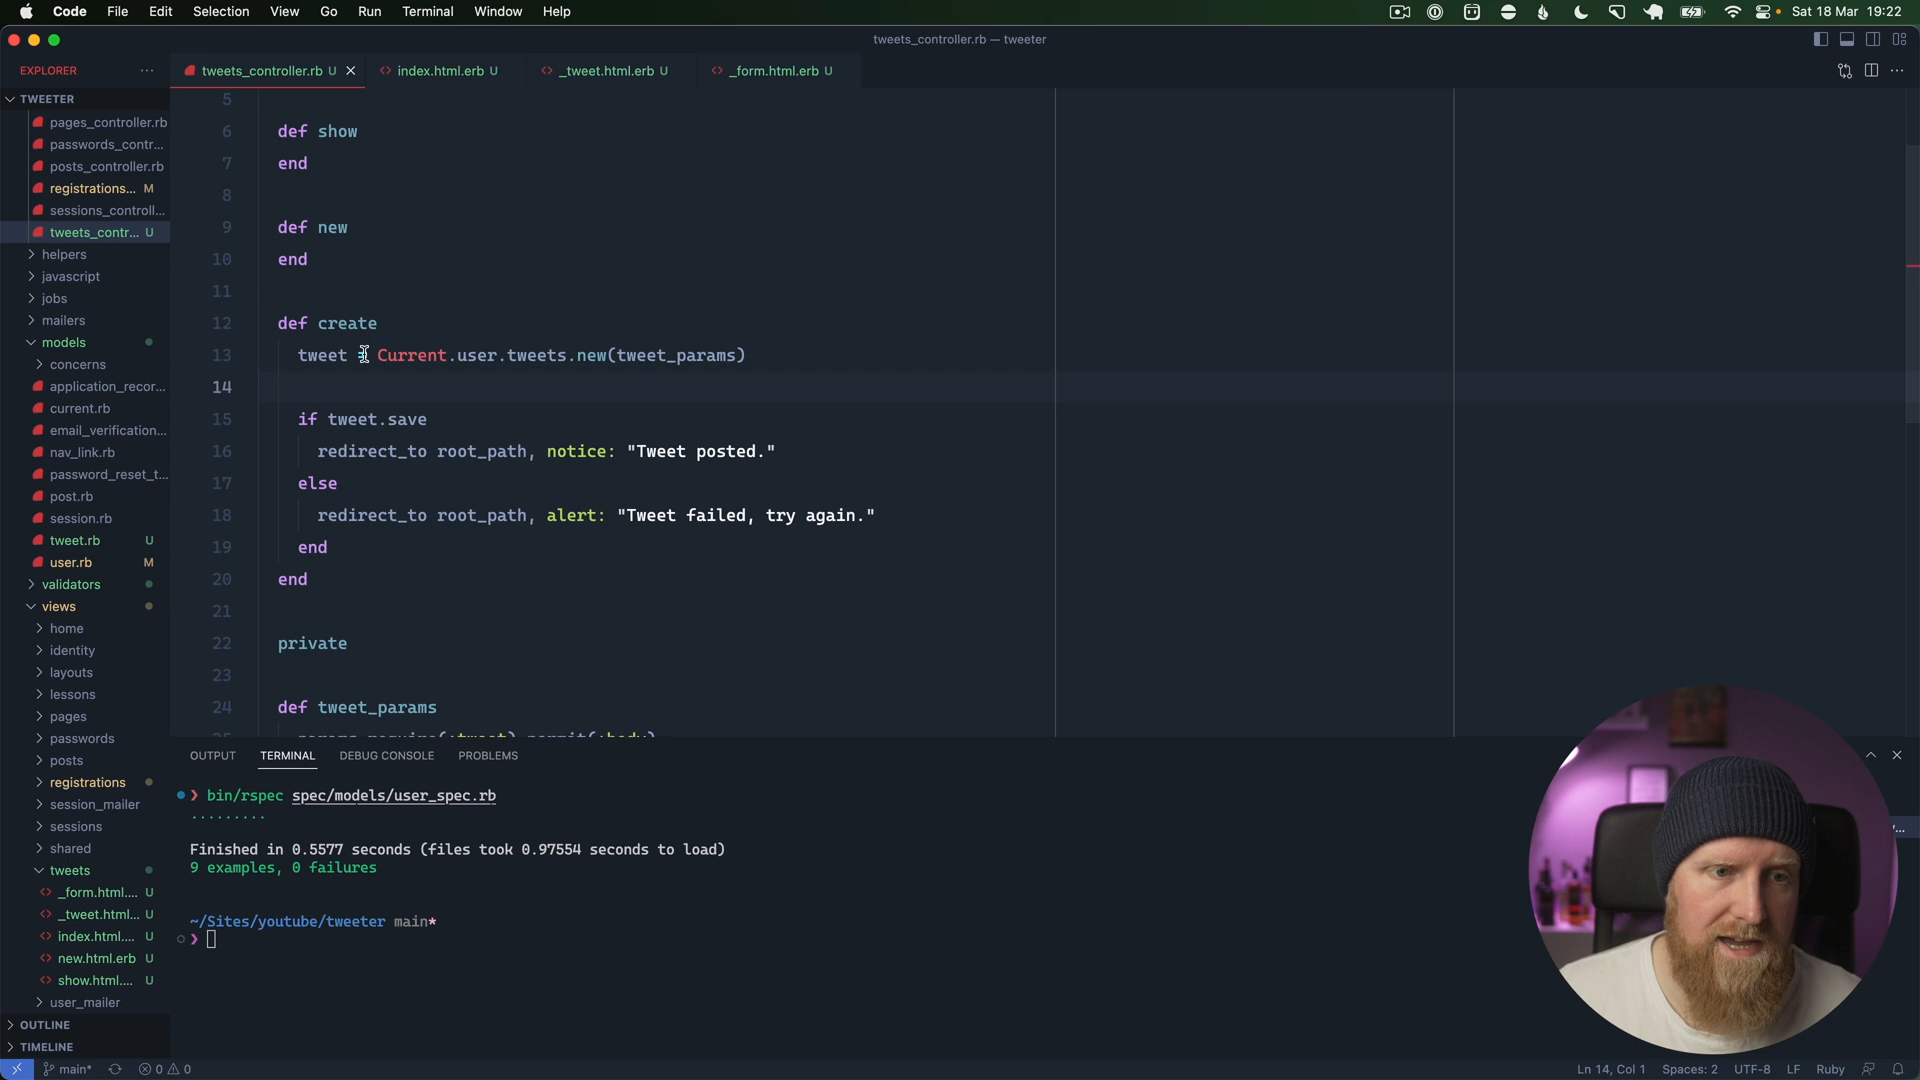 Code File Edit Selection View Go Run Terminal Window Help Sat 18 Mar 19:22
tweets_controller.rb — tweeter
EXPLORER
tweets_controller.rb U
index.html.erb U
_tweet.html.erb U
_form.html.erb U
TWEETER
pages_controller.rb
passwords_contr...
posts_controller.rb
registrations... M
sessions_controll...
tweets_contr... U
helpers
javascript
jobs
mailers
models
concerns
application_recor...
current.rb
email_verification...
nav_link.rb
password_reset_t...
post.rb
session.rb
tweet.rb U
user.rb M
validators
views
home
identity
layouts
lessons
pages
passwords
posts
registrations
session_mailer
sessions
shared
tweets
_form.html.... U
_tweet.html... U
index.html.... U
new.html.erb U
show.html.... U
user_mailer
OUTLINE
TIMELINE
5
6 def show
7 end
8
9 def new
10 end
11
12 def create
13 tweet = Current.user.tweets.new(tweet_params)
14
15 if tweet.save
16 redirect_to root_path, notice: "Tweet posted."
17 else
18 redirect_to root_path, alert: "Tweet failed, try again."
19 end
20 end
21
22 private
23
24 def tweet_params
25 params.require(:tweet).permit(:body)
OUTPUT TERMINAL DEBUG CONSOLE PROBLEMS
❯ bin/rspec spec/models/user_spec.rb
.........
Finished in 0.5577 seconds (files took 0.97554 seconds to load)
9 examples, 0 failures
~/Sites/youtube/tweeter main*
❯
main* 0 0 Ln 14, Col 1 Spaces: 2 UTF-8 LF Ruby